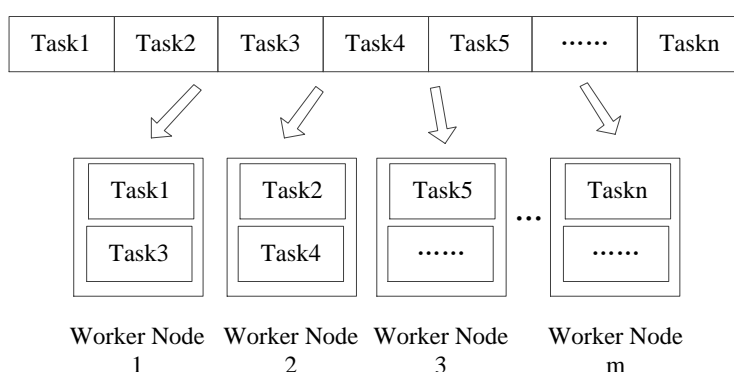 Task1 Task2 Task3 Task4 Task5 …… Taskn
Task1 Task2 Task5 Taskn
...
Task3 Task4 …… ……
Worker Node Worker Node Worker Node Worker Node
1 2 3 m